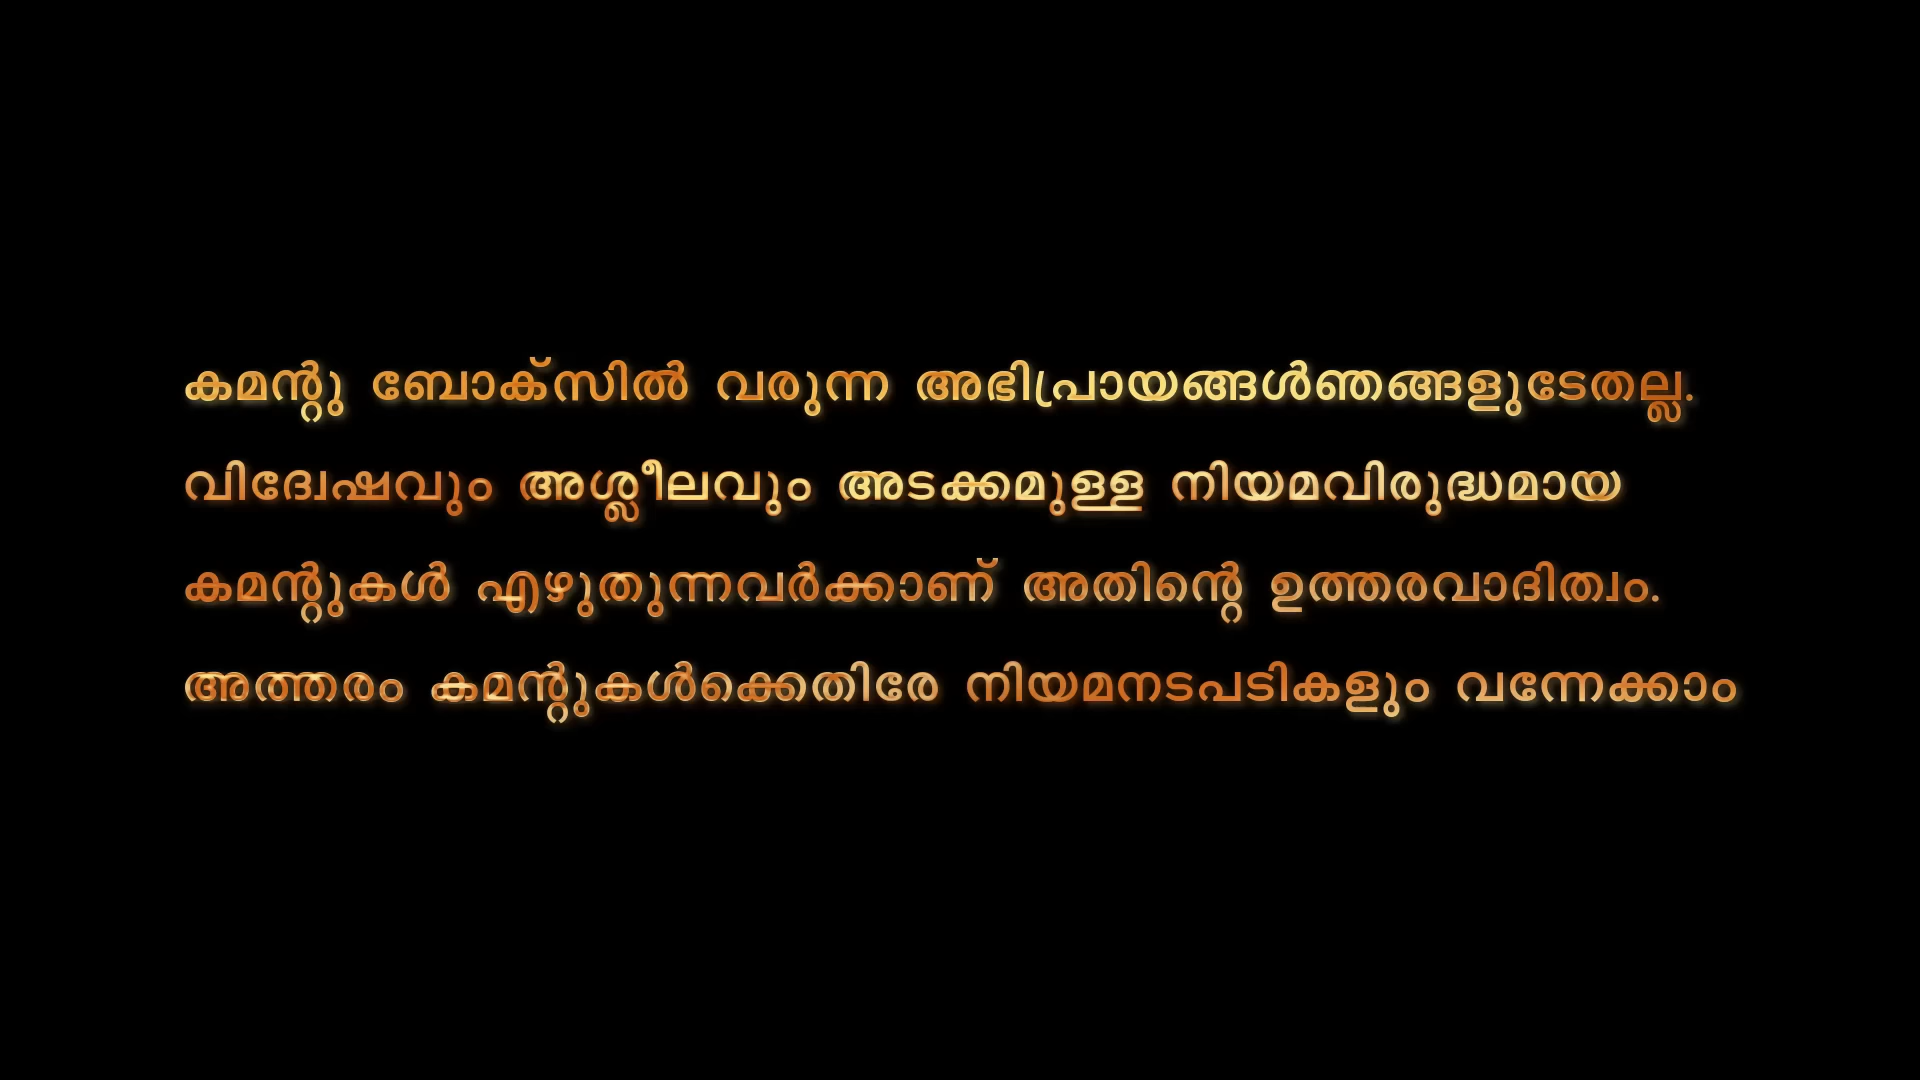 കമന്റു ബോക്സിൽ വരുന്ന അഭിപ്രായങ്ങൾഞങ്ങളുടേതല്ല.
വിദ്വേഷവും അശ്ലീലവും അടക്കമുള്ള നിയമവിരുദ്ധമായ
കമന്റുകൾ എഴുതുന്നവർക്കാണ് അതിന്റെ ഉത്തരവാദിത്വം.
അത്തരം കമന്റുകൾക്കെതിരേ നിയമനടപടികളും വന്നേക്കാം